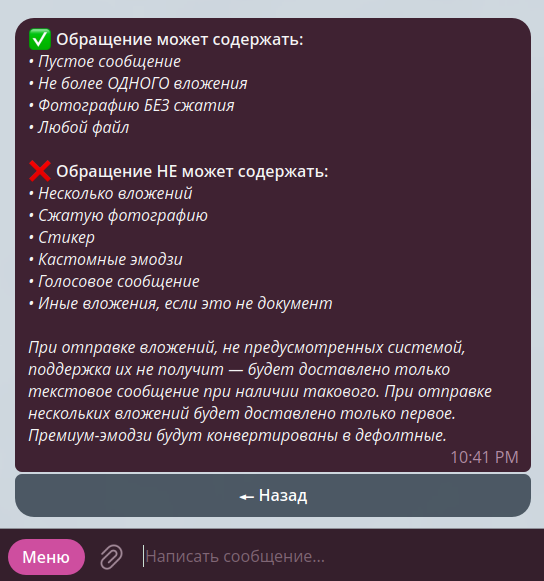 ✅ Обращение может содержать:
• Пустое сообщение
• Не более ОДНОГО вложения
• Фотографию БЕЗ сжатия
• Любой файл
❌ Обращение НЕ может содержать:
• Несколько вложений
• Сжатую фотографию
• Стикер
• Кастомные эмодзи
• Голосовое сообщение
• Иные вложения, если это не документ
При отправке вложений, не предусмотренных системой,
поддержка их не получит — будет доставлено только
текстовое сообщение при наличии такового. При отправке
нескольких вложений будет доставлено только первое.
Премиум-эмодзи будут конвертированы в дефолтные.
10:41 PM
← Назад
Меню
Написать сообщение...